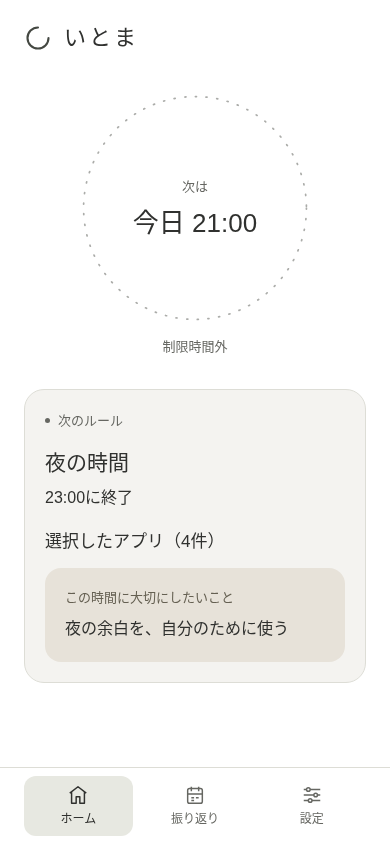 いとま
次は
今日 21:00
制限時間外
次のルール
夜の時間
23:00に終了
選択したアプリ（4件）
この時間に大切にしたいこと
夜の余白を、自分のために使う
ホーム
振り返り
設定